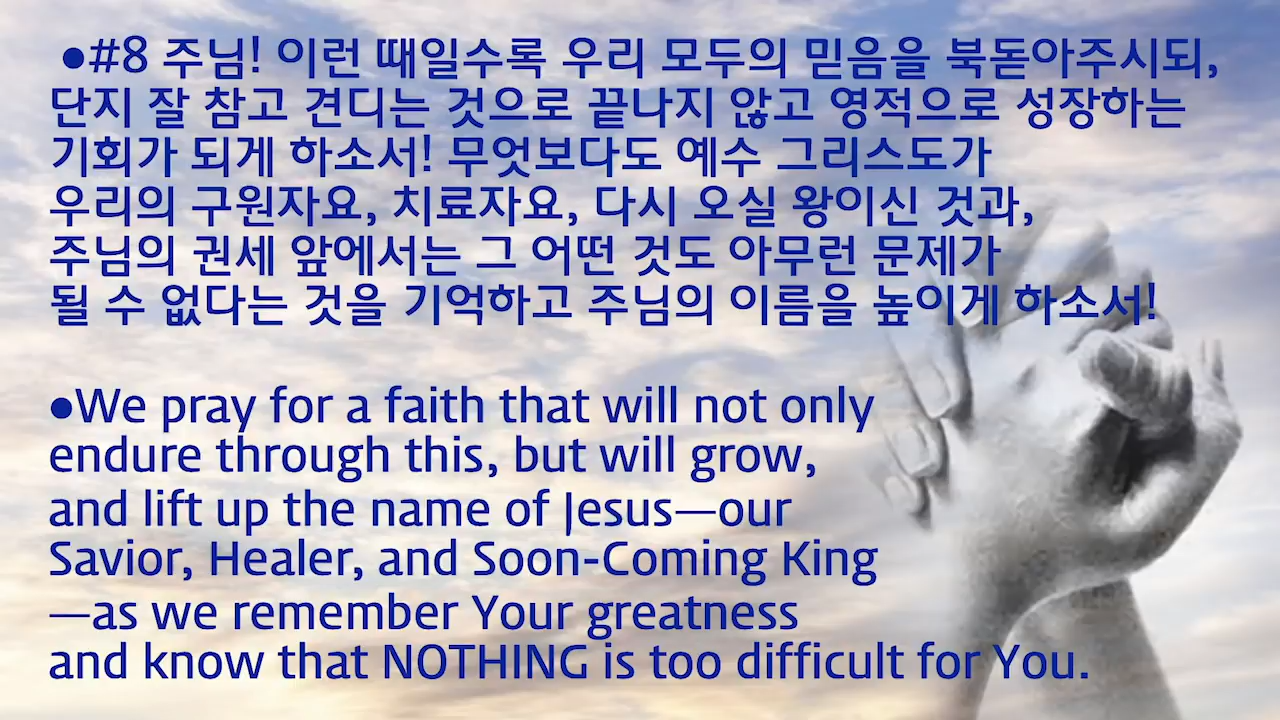 ●#8 주님! 이런 때일수록 우리 모두의 믿음을 북돋아주시되,
단지 잘 참고 견디는 것으로 끝나지 않고 영적으로 성장하는
기회가 되게 하소서! 무엇보다도 예수 그리스도가
우리의 구원자요, 치료자요, 다시 오실 왕이신 것과,
주님의 권세 앞에서는 그 어떤 것도 아무런 문제가
될 수 없다는 것을 기억하고 주님의 이름을 높이게 하소서!
●We pray for a faith that will not only
endure through this, but will grow,
and lift up the name of Jesus—our
Savior, Healer, and Soon-Coming King
—as we remember Your greatness
and know that NOTHING is too difficult for You.